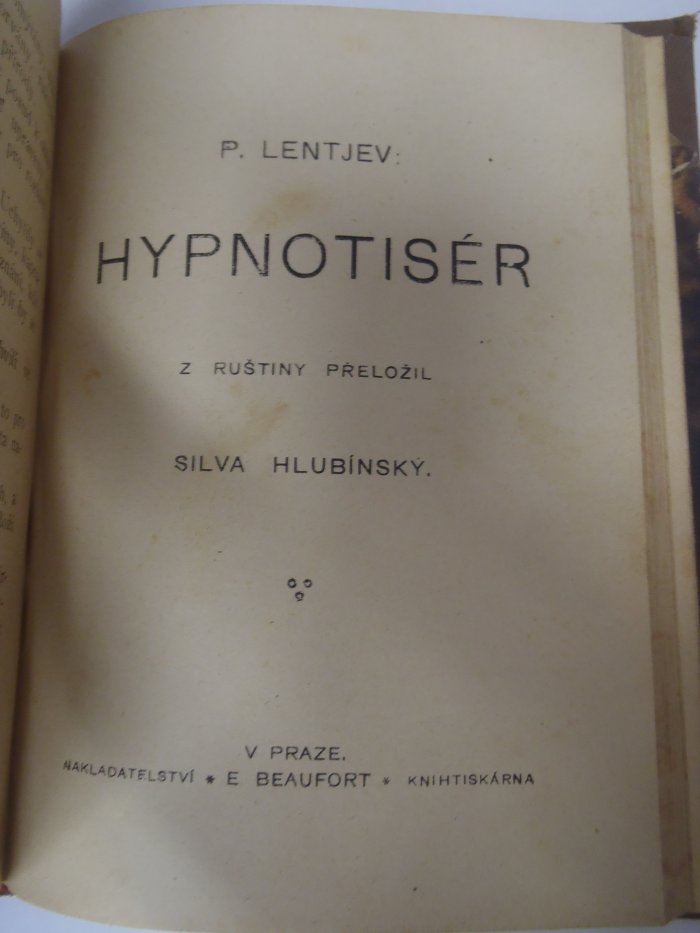 P. LENTJEV:
HYPNOTISÉR
Z RUŠTINY PŘELOŽIL
SILVA HLUBÍNSKÝ.
V PRAZE.
NAKLADATELSTVÍ * E BEAUFORT * KNIHTISKÁRNA